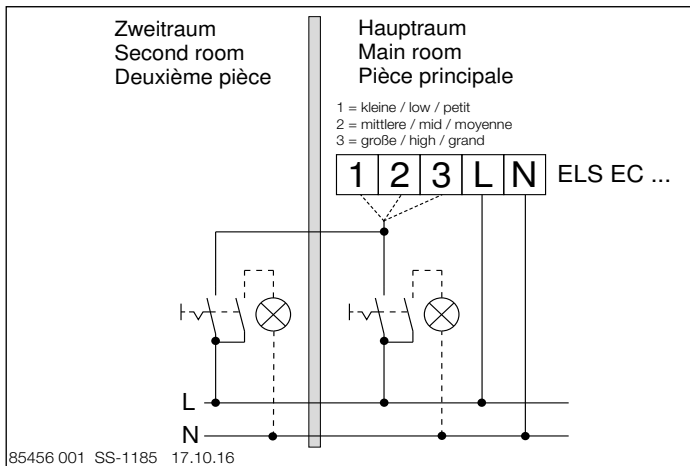 Zweitraum
Second room
Deuxième pièce
Hauptraum
Main room
Pièce principale
1 = kleine / low / petit
2 = mittlere / mid / moyenne
3 = große / high / grand
1 2 3 L N ELS EC ...
L
N
85456 001 SS-1185 17.10.16